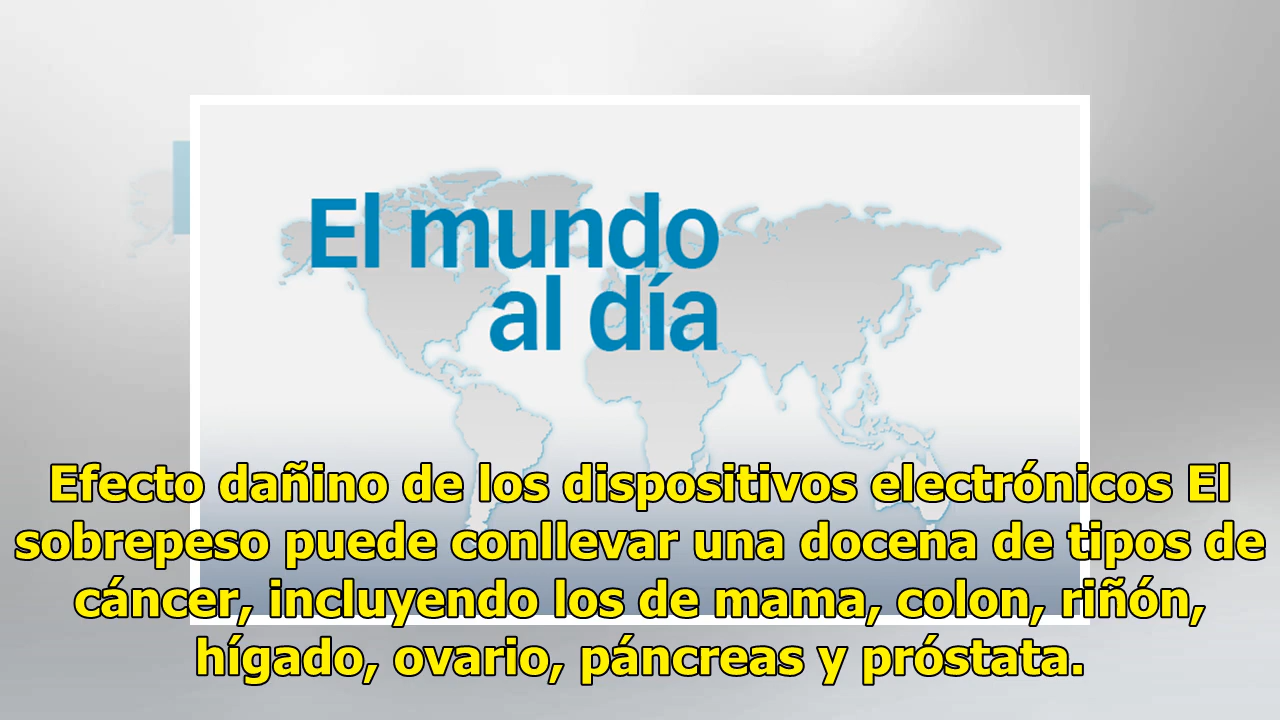 El mundo
al día
Efecto dañino de los dispositivos electrónicos El
sobrepeso puede conllevar una docena de tipos de
cáncer, incluyendo los de mama, colon, riñón,
hígado, ovario, páncreas y próstata.